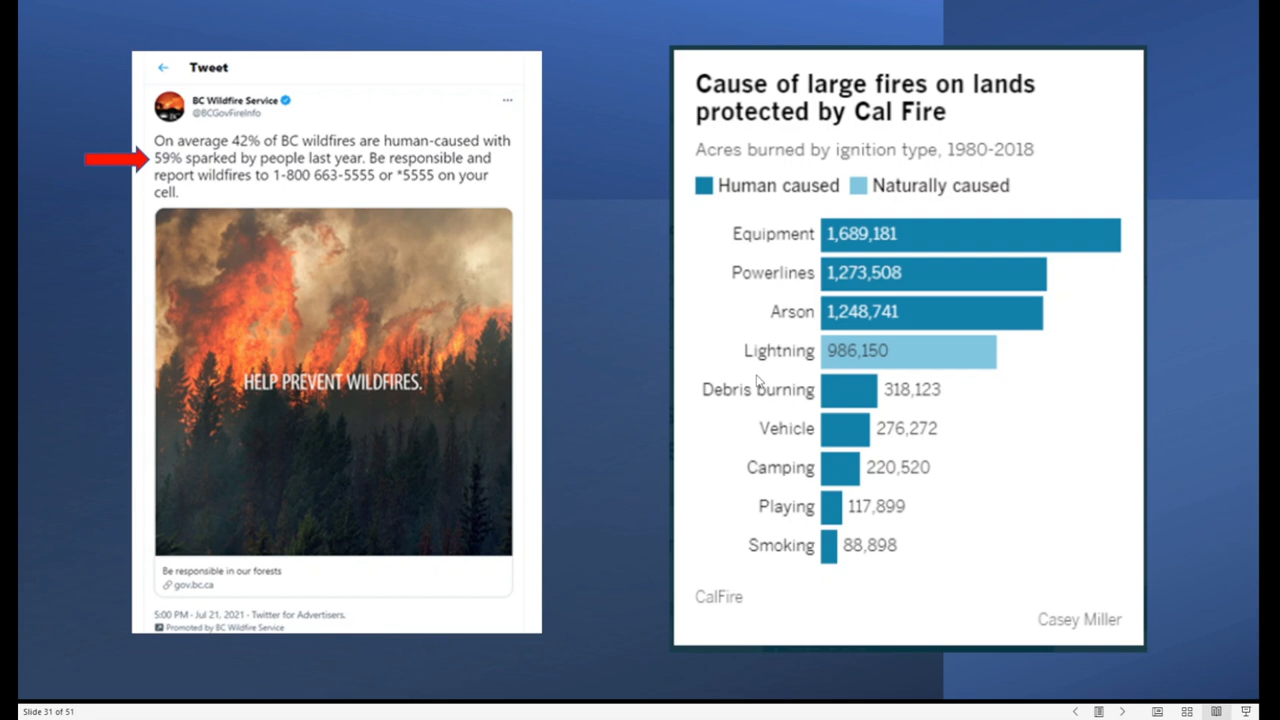 Tweet
BC Wildfire Service
@BCGovFireInfo
On average 42% of BC wildfires are human-caused with
59% sparked by people last year. Be responsible and
report wildfires to 1-800 663-5555 or *5555 on your
cell.
HELP PREVENT WILDFIRES.
Be responsible in our forests
gov.bc.ca
5:00 PM · Jul 21, 2021 · Twitter for Advertisers.
Promoted by BC Wildfire Service
Cause of large fires on lands
protected by Cal Fire
Acres burned by ignition type, 1980-2018
Human caused Naturally caused
Equipment 1,689,181
Powerlines 1,273,508
Arson 1,248,741
Lightning 986,150
Debris burning 318,123
Vehicle 276,272
Camping 220,520
Playing 117,899
Smoking 88,898
CalFire
Casey Miller
Slide 31 of 51